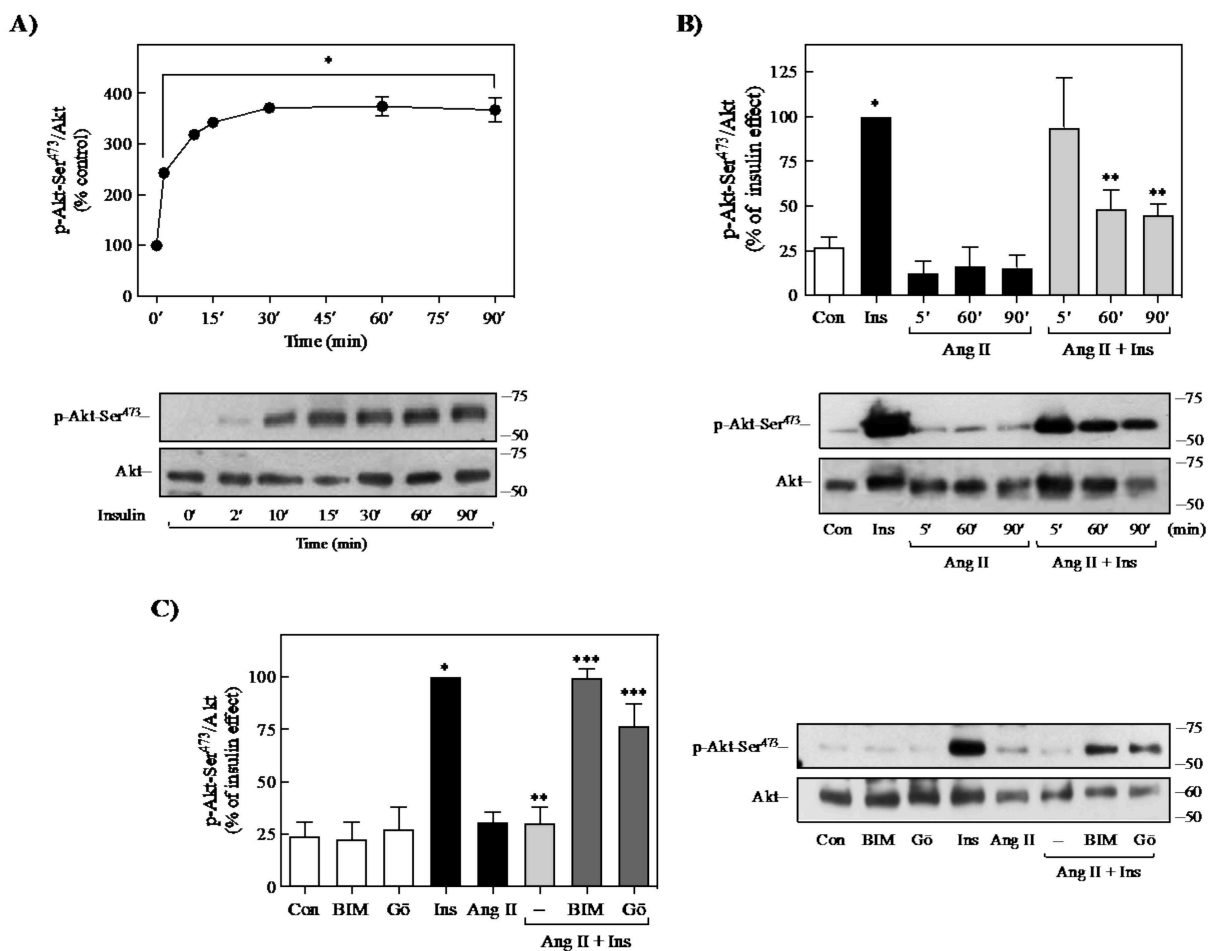 A)
*
400
300
200
100
0
p-Akt-Ser473/Akt
(% control)
0' 15' 30' 45' 60' 75' 90'
Time (min)
p-Akt-Ser473–
–75
–50
Akt–
–75
–50
Insulin 0' 2' 10' 15' 30' 60' 90'
Time (min)
B)
125
100
75
50
25
0
p-Akt-Ser473/Akt
(% of insulin effect)
*
**
**
Con Ins 5' 60' 90' 5' 60' 90'
Ang II Ang II + Ins
p-Akt-Ser473–
–75
–50
Akt–
–75
–50
Con Ins 5' 60' 90' 5' 60' 90' (min)
Ang II Ang II + Ins
C)
100
75
50
25
0
p-Akt-Ser473/Akt
(% of insulin effect)
*
**
***
***
Con BIM Gö Ins Ang II – BIM Gö
Ang II + Ins
p-Akt-Ser473–
–75
–50
Akt–
–60
–50
Con BIM Gö Ins Ang II – BIM Gö
Ang II + Ins